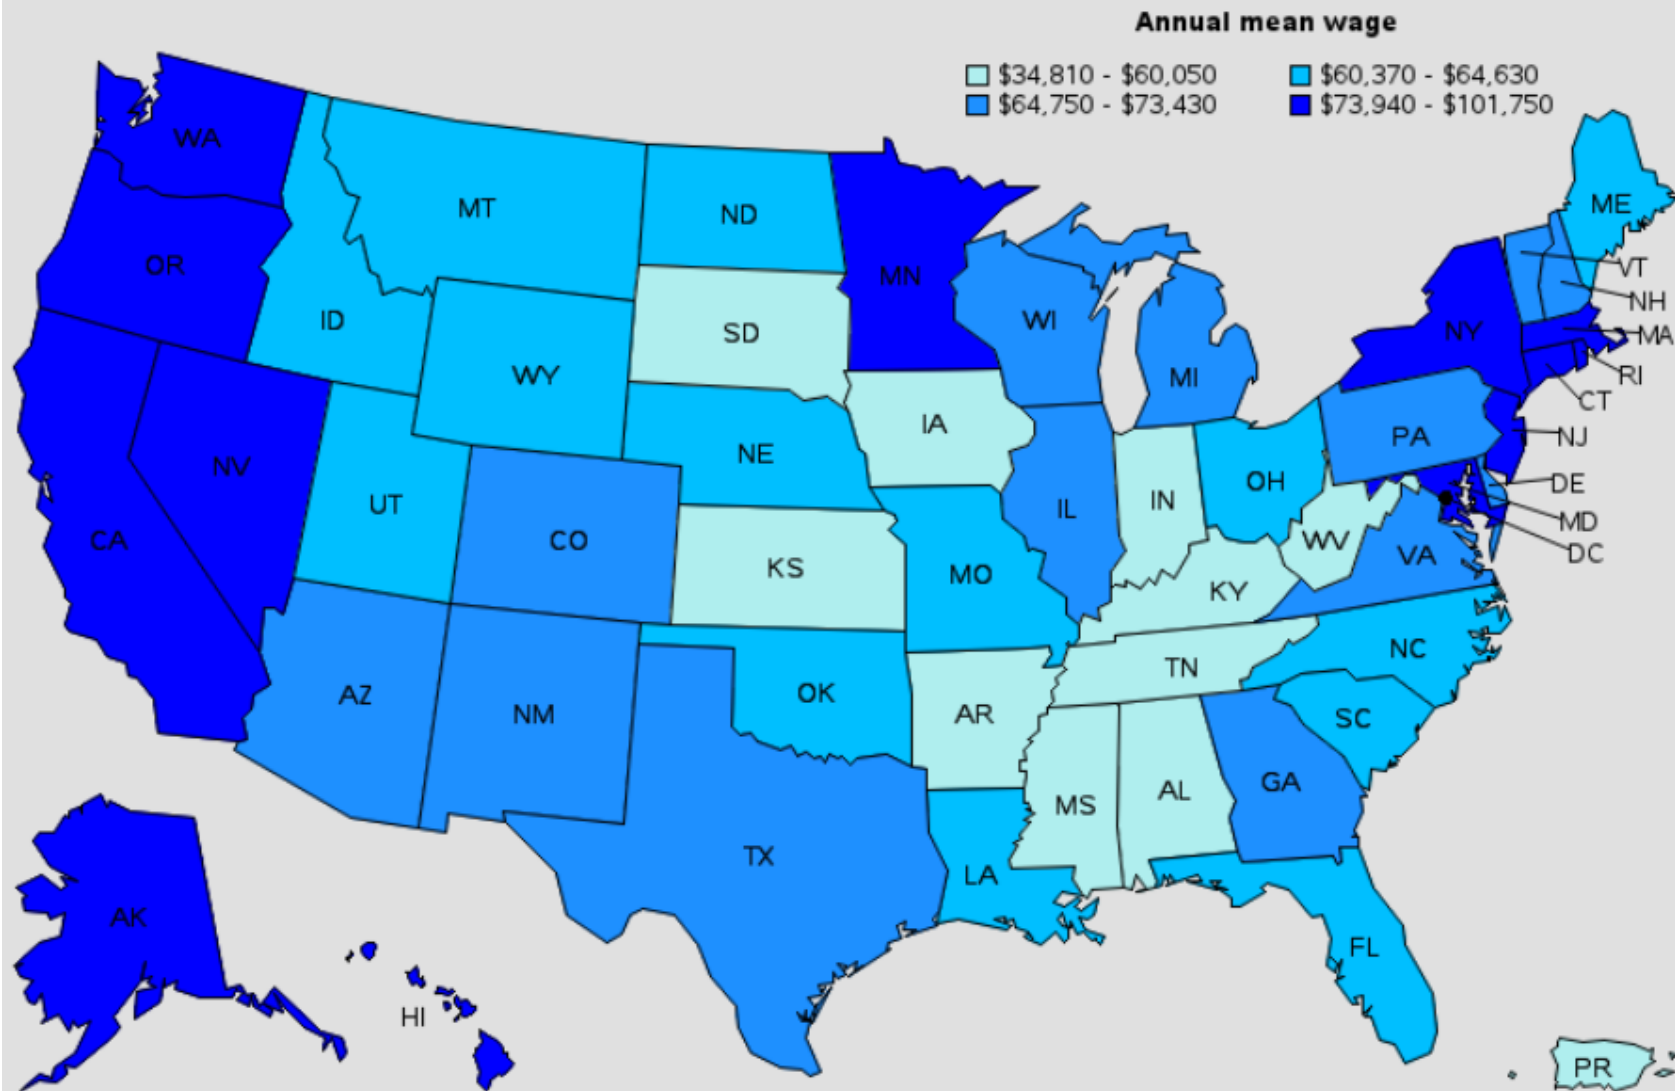 Annual mean wage
$34,810 - $60,050 $60,370 - $64,630
$64,750 - $73,430 $73,940 - $101,750
WA
MT
ND
ME
OR
MN
VT
NH
ID
SD
WI
NY
MA
WY
MI
RI
CT
IA
NV
NE
PA
NJ
UT
OH
DE
IL
IN
MD
CA
CO
KS
MO
WV
VA
DC
KY
NC
AZ
NM
OK
AR
TN
SC
TX
MS
AL
GA
LA
AK
FL
HI
PR